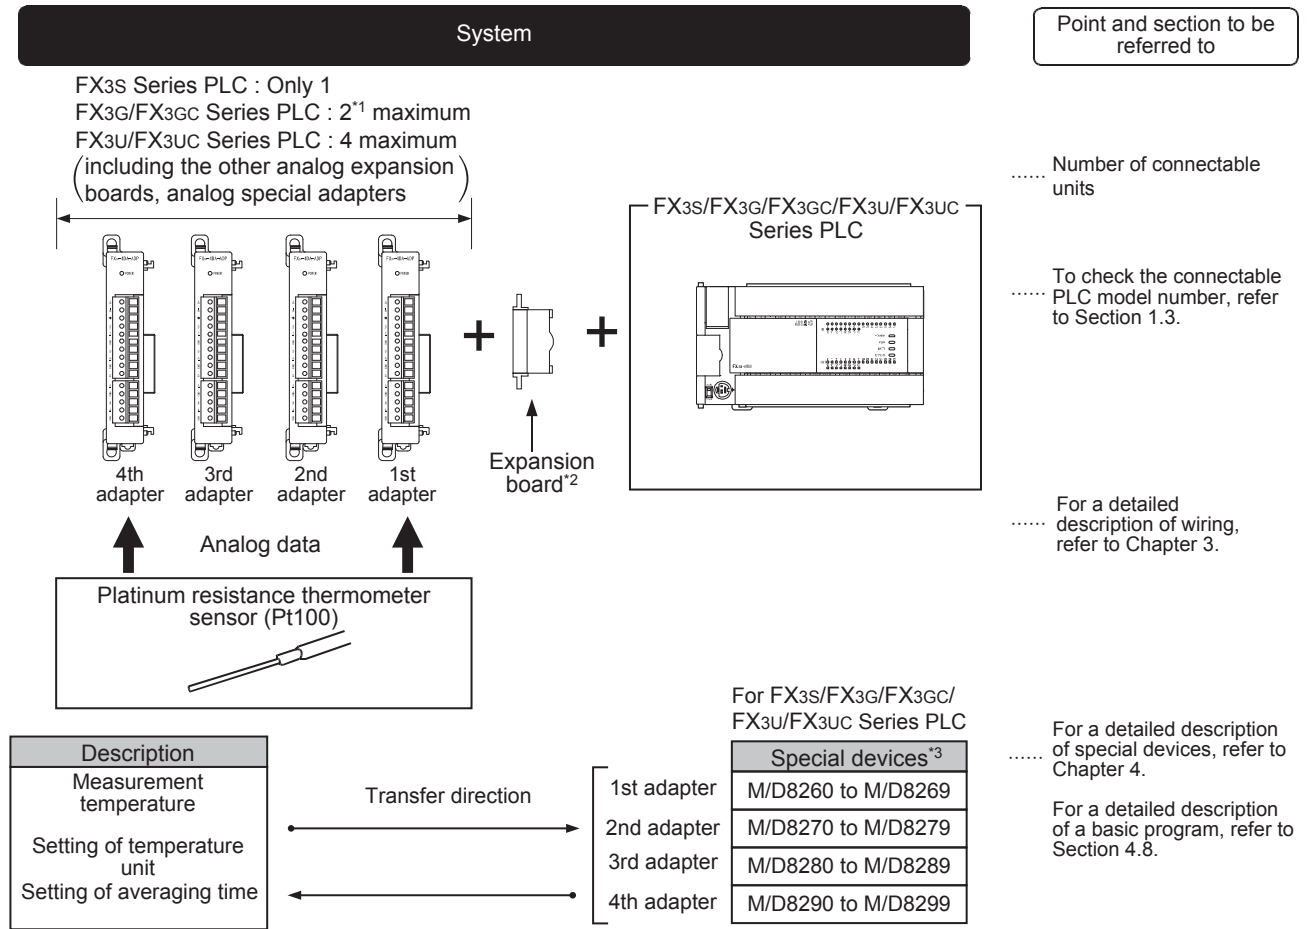 System
Point and section to be
referred to
FX3S Series PLC : Only 1
FX3G/FX3GC Series PLC : 2*1 maximum
FX3U/FX3UC Series PLC : 4 maximum
(including the other analog expansion
boards, analog special adapters)
...... Number of connectable
units
FX3S/FX3G/FX3GC/FX3U/FX3UC
Series PLC
...... To check the connectable
PLC model number, refer
to Section 1.3.
4th
adapter
3rd
adapter
2nd
adapter
1st
adapter
Expansion
board*2
...... For a detailed
description of wiring,
refer to Chapter 3.
Analog data
Platinum resistance thermometer
sensor (Pt100)
For FX3S/FX3G/FX3GC/
FX3U/FX3UC Series PLC
Description
Measurement
temperature
Setting of temperature
unit
Setting of averaging time
Transfer direction
Special devices*3
1st adapter M/D8260 to M/D8269
2nd adapter M/D8270 to M/D8279
3rd adapter M/D8280 to M/D8289
4th adapter M/D8290 to M/D8299
...... For a detailed description
of special devices, refer to
Chapter 4.
For a detailed description
of a basic program, refer to
Section 4.8.